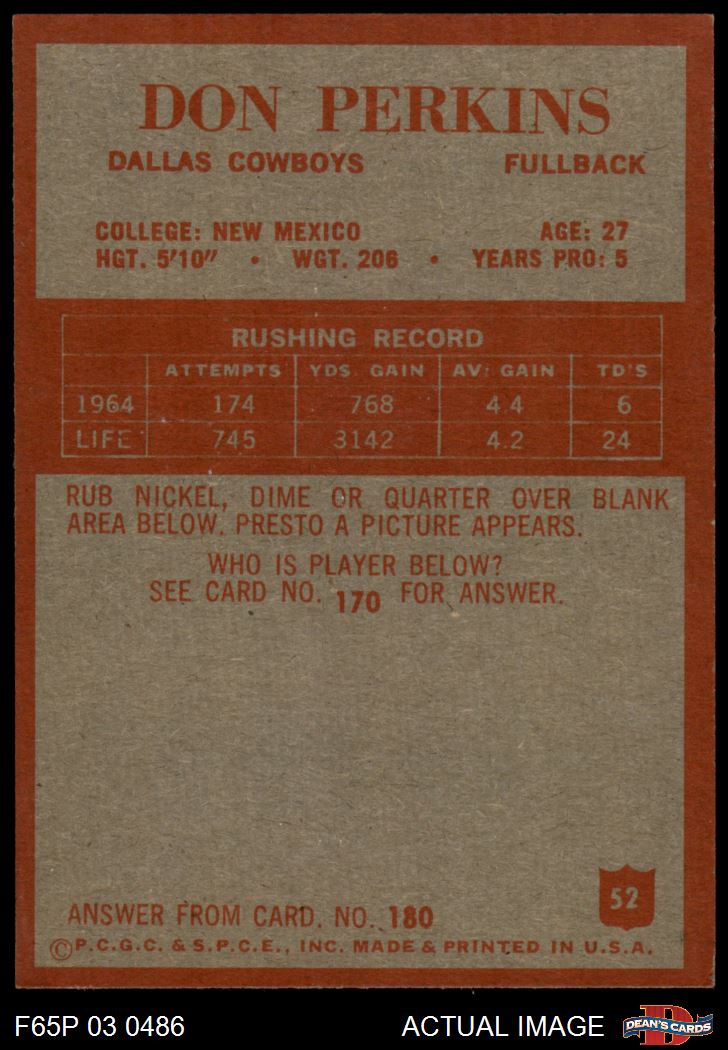 DON PERKINS
DALLAS COWBOYS FULLBACK
COLLEGE: NEW MEXICO AGE: 27
HGT. 5'10" • WGT. 206 • YEARS PRO: 5
RUSHING RECORD
ATTEMPTS YDS. GAIN AV. GAIN TD'S
1964 174 768 4.4 6
LIFE 745 3142 4.2 24
RUB NICKEL, DIME OR QUARTER OVER BLANK
AREA BELOW. PRESTO A PICTURE APPEARS.
WHO IS PLAYER BELOW?
SEE CARD NO. 170 FOR ANSWER.
52
ANSWER FROM CARD. NO. 180
©P.C.G.C. & S.P.C.E., INC. MADE & PRINTED IN U.S.A.
F65P 03 0486 ACTUAL IMAGE D DEAN'S CARDS